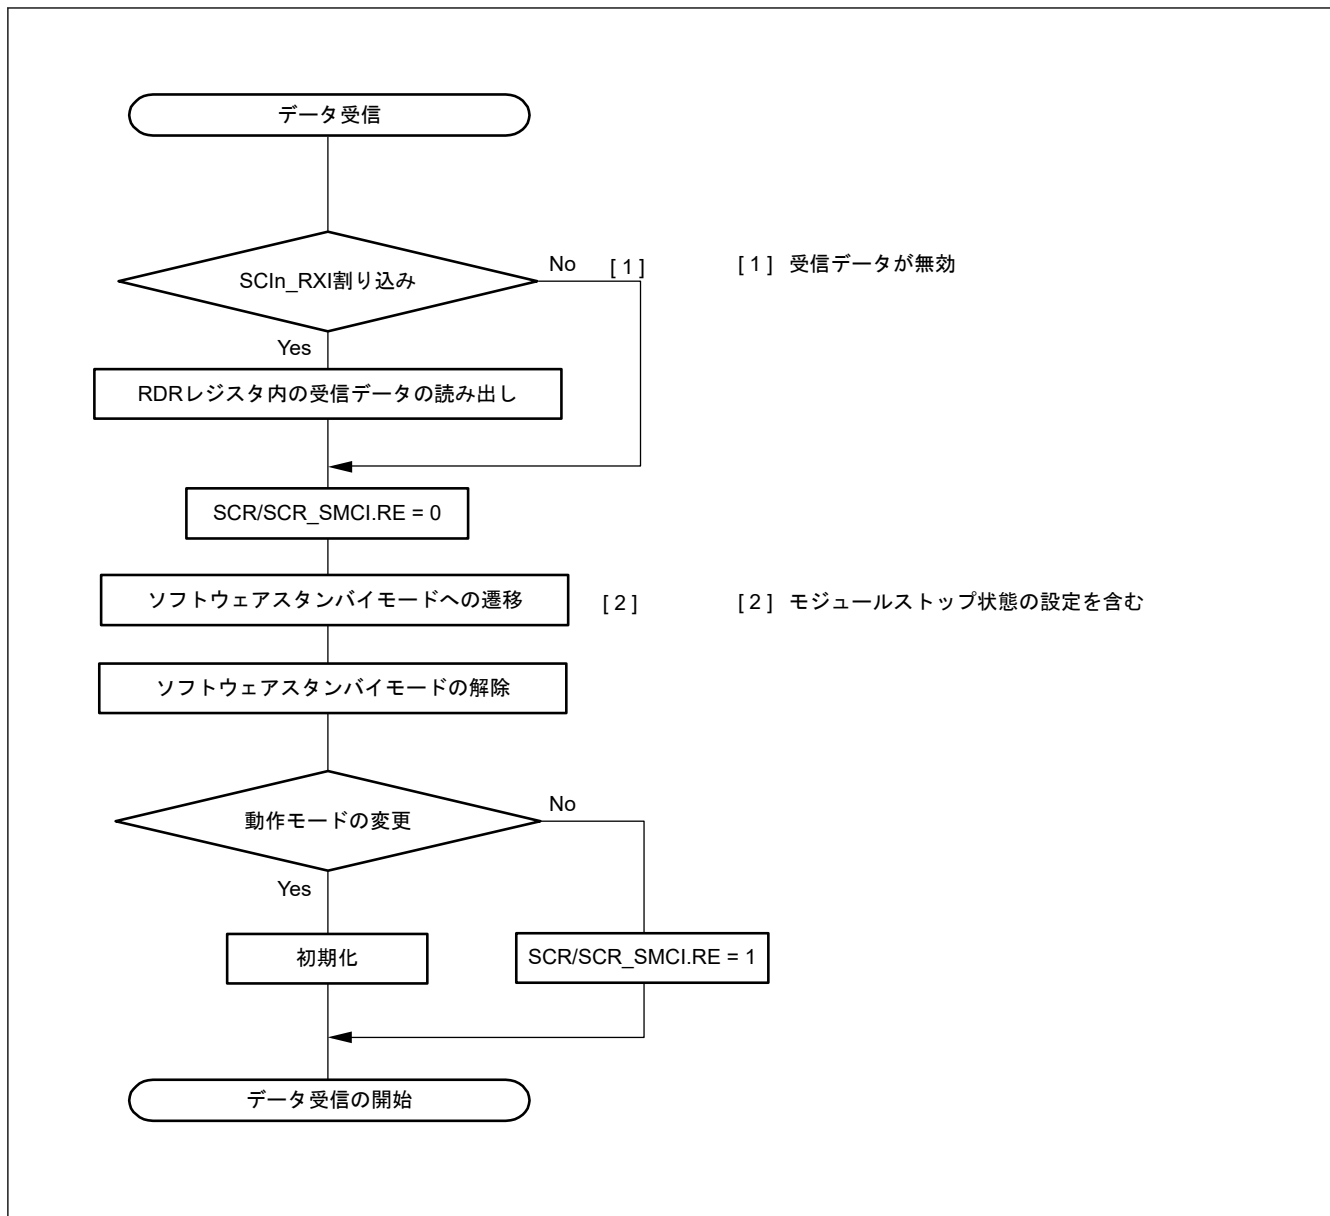 データ受信
SCIn_RXI割り込み
No
[ 1 ]
[ 1 ] 受信データが無効
Yes
RDRレジスタ内の受信データの読み出し
SCR/SCR_SMCI.RE = 0
ソフトウェアスタンバイモードへの遷移
[ 2 ]
[ 2 ] モジュールストップ状態の設定を含む
ソフトウェアスタンバイモードの解除
動作モードの変更
No
Yes
初期化
SCR/SCR_SMCI.RE = 1
データ受信の開始